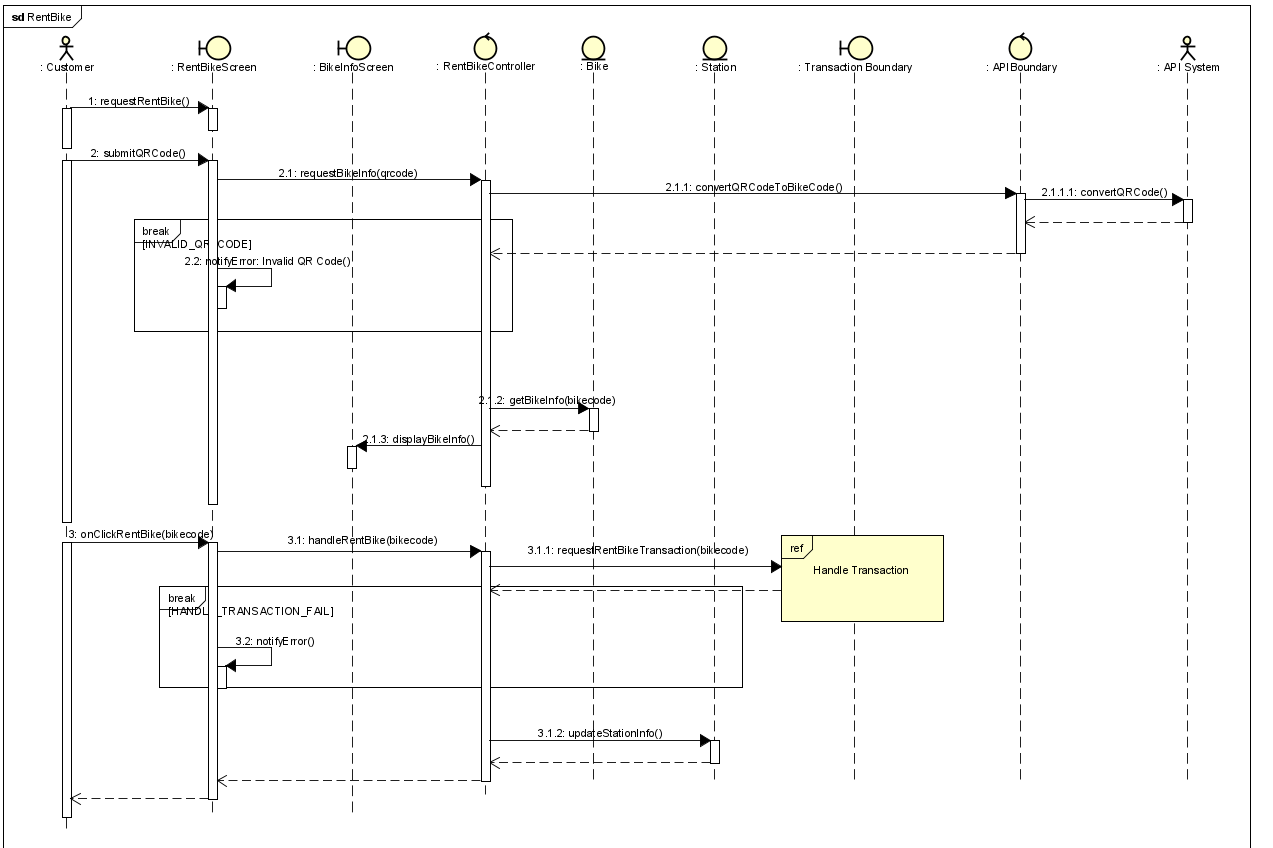 sd RentBike
: Customer
: RentBikeScreen
: BikeInfoScreen
: RentBikeController
: Bike
: Station
: Transaction Boundary
: APIBoundary
: API System
1: requestRentBike()
2: submitQRCode()
2.1: requestBikeInfo(qrcode)
2.1.1: convertQRCodeToBikeCode()
2.1.1.1: convertQRCode()
break
[INVALID_QR_CODE]
2.2: notifyError: Invalid QR Code()
2.1.2: getBikeInfo(bikecode)
2.1.3: displayBikeInfo()
3: onClickRentBike(bikecode)
3.1: handleRentBike(bikecode)
3.1.1: requestRentBikeTransaction(bikecode)
ref
Handle Transaction
break
[HANDLE_TRANSACTION_FAIL]
3.2: notifyError()
3.1.2: updateStationInfo()